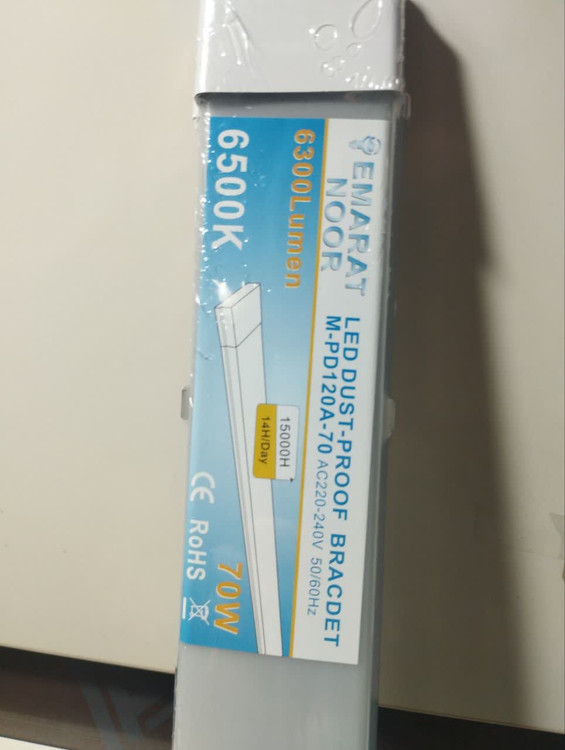 EMARAT
NOOR
LED DUST-PROOF BRACDET
M-PD120A-70 AC220-240V 50/60Hz
6300Lumen
6500K
15000H
14H/Day
70W
CE RoHS